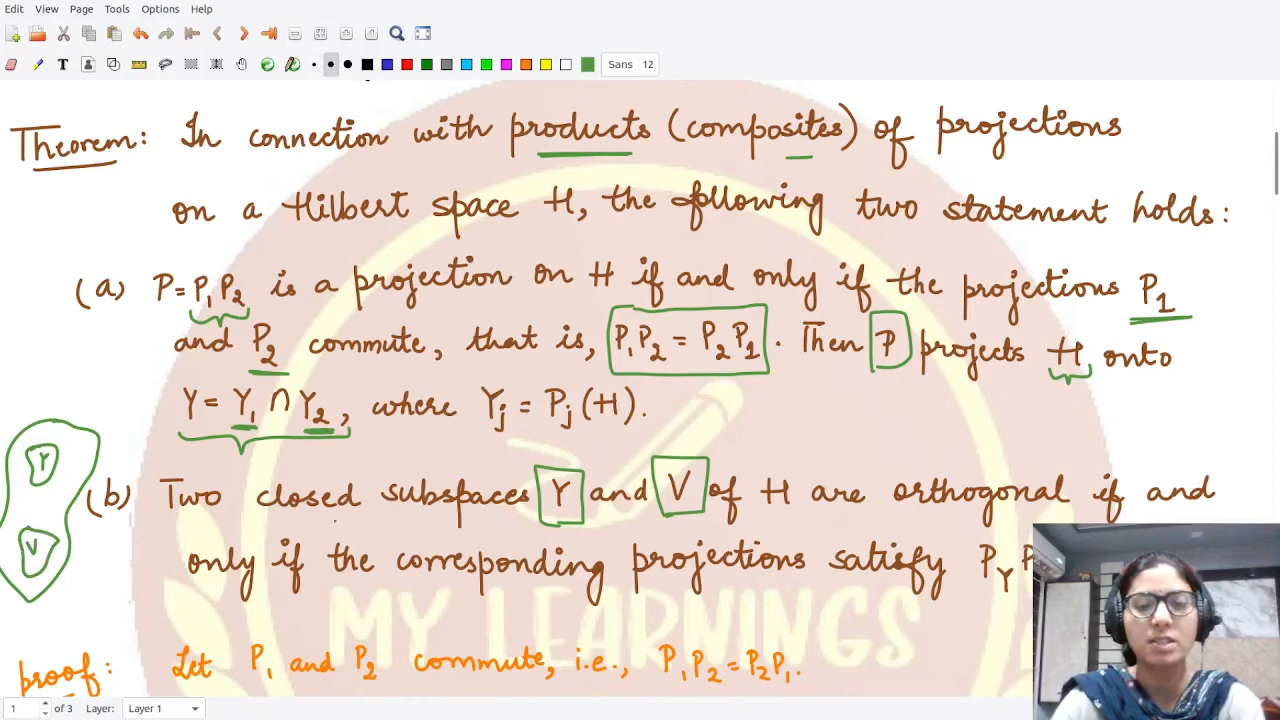 Edit View Page Tools Options Help
Sans 12
Theorem: In connection with products (composites) of projections
on a Hilbert space H, the following two statement holds:
(a) P = P₁P₂ is a projection on H if and only if the projections P₁
and P₂ commute, that is, P₁P₂ = P₂P₁. Then P projects H onto
Y = Y₁ ∩ Y₂, where Yⱼ = Pⱼ(H).
Y
(b) Two closed subspaces Y and V of H are orthogonal if and
V
only if the corresponding projections satisfy P_Y P
MY LEARNINGS
proof: Let P₁ and P₂ commute, i.e., P₁P₂ = P₂P₁.
1 of 3 Layer: Layer 1